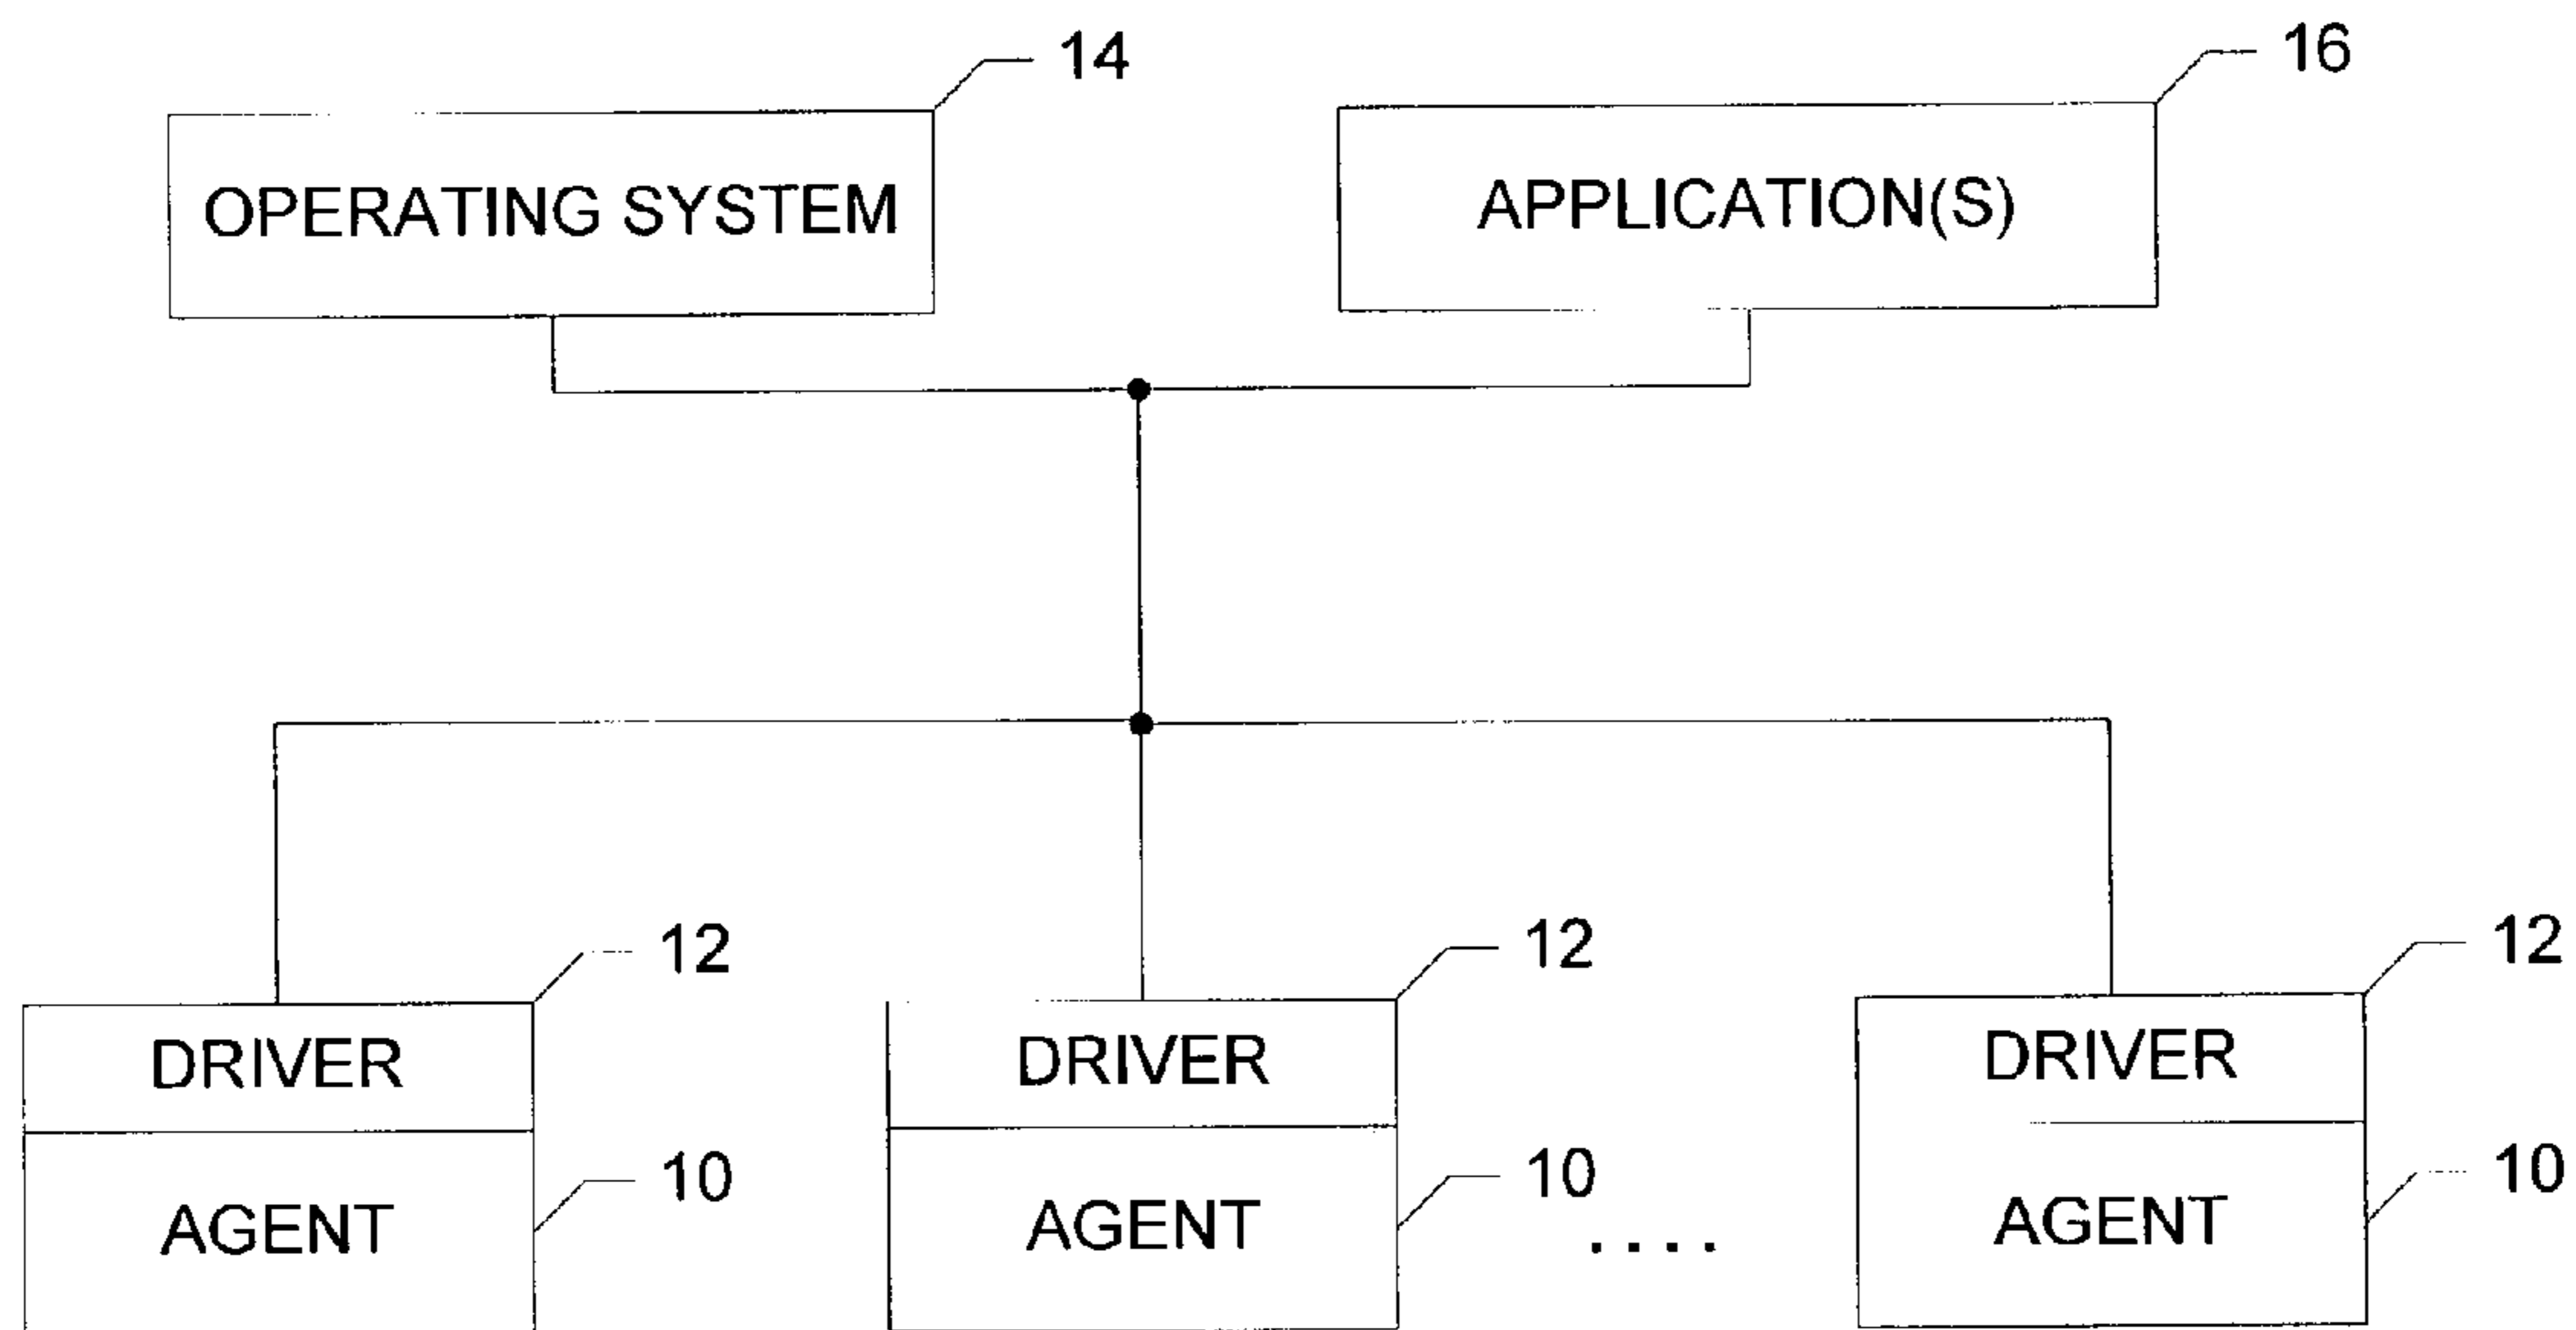 14
16
OPERATING SYSTEM
APPLICATION(S)
12
12
12
DRIVER
DRIVER
DRIVER
10
10
10
AGENT
AGENT
....
AGENT